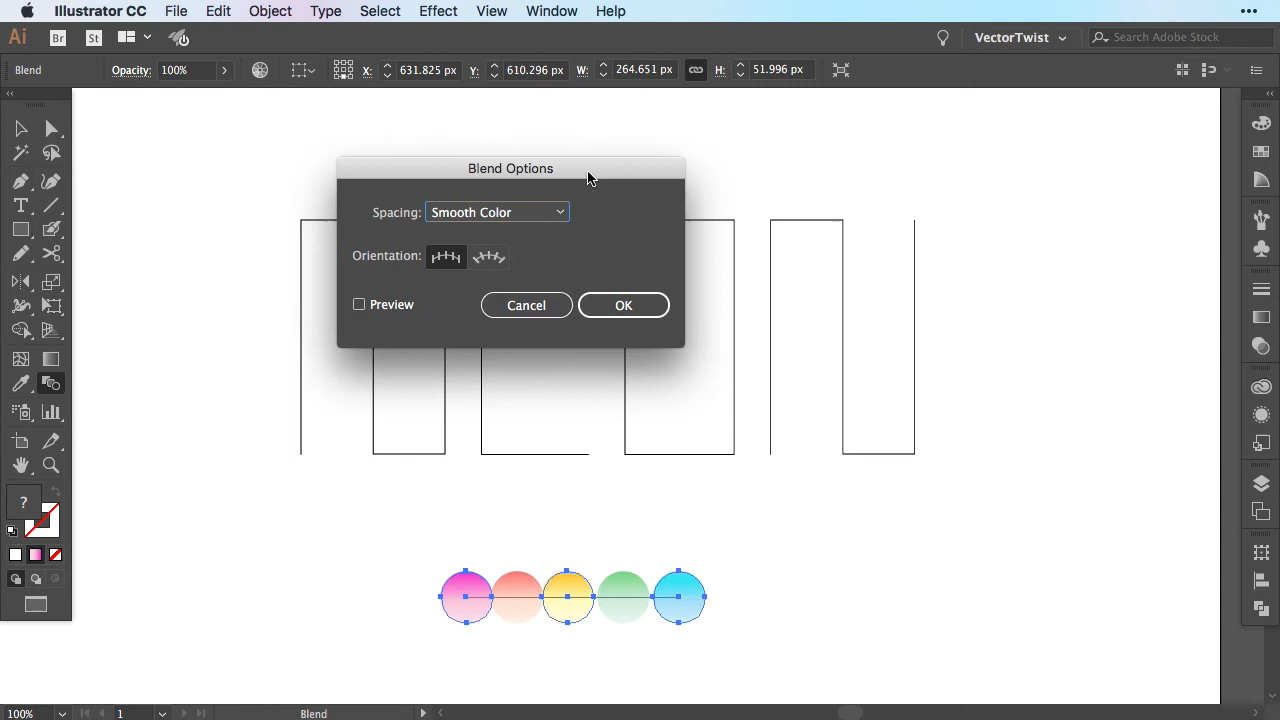 Illustrator CC File Edit Object Type Select Effect View Window Help
Ai Br St VectorTwist Search Adobe Stock
Blend Opacity: 100% X: 631.825 px Y: 610.296 px W: 264.651 px H: 51.996 px
Blend Options
Spacing: Smooth Color
Orientation:
Preview Cancel OK
?
100% 1 Blend